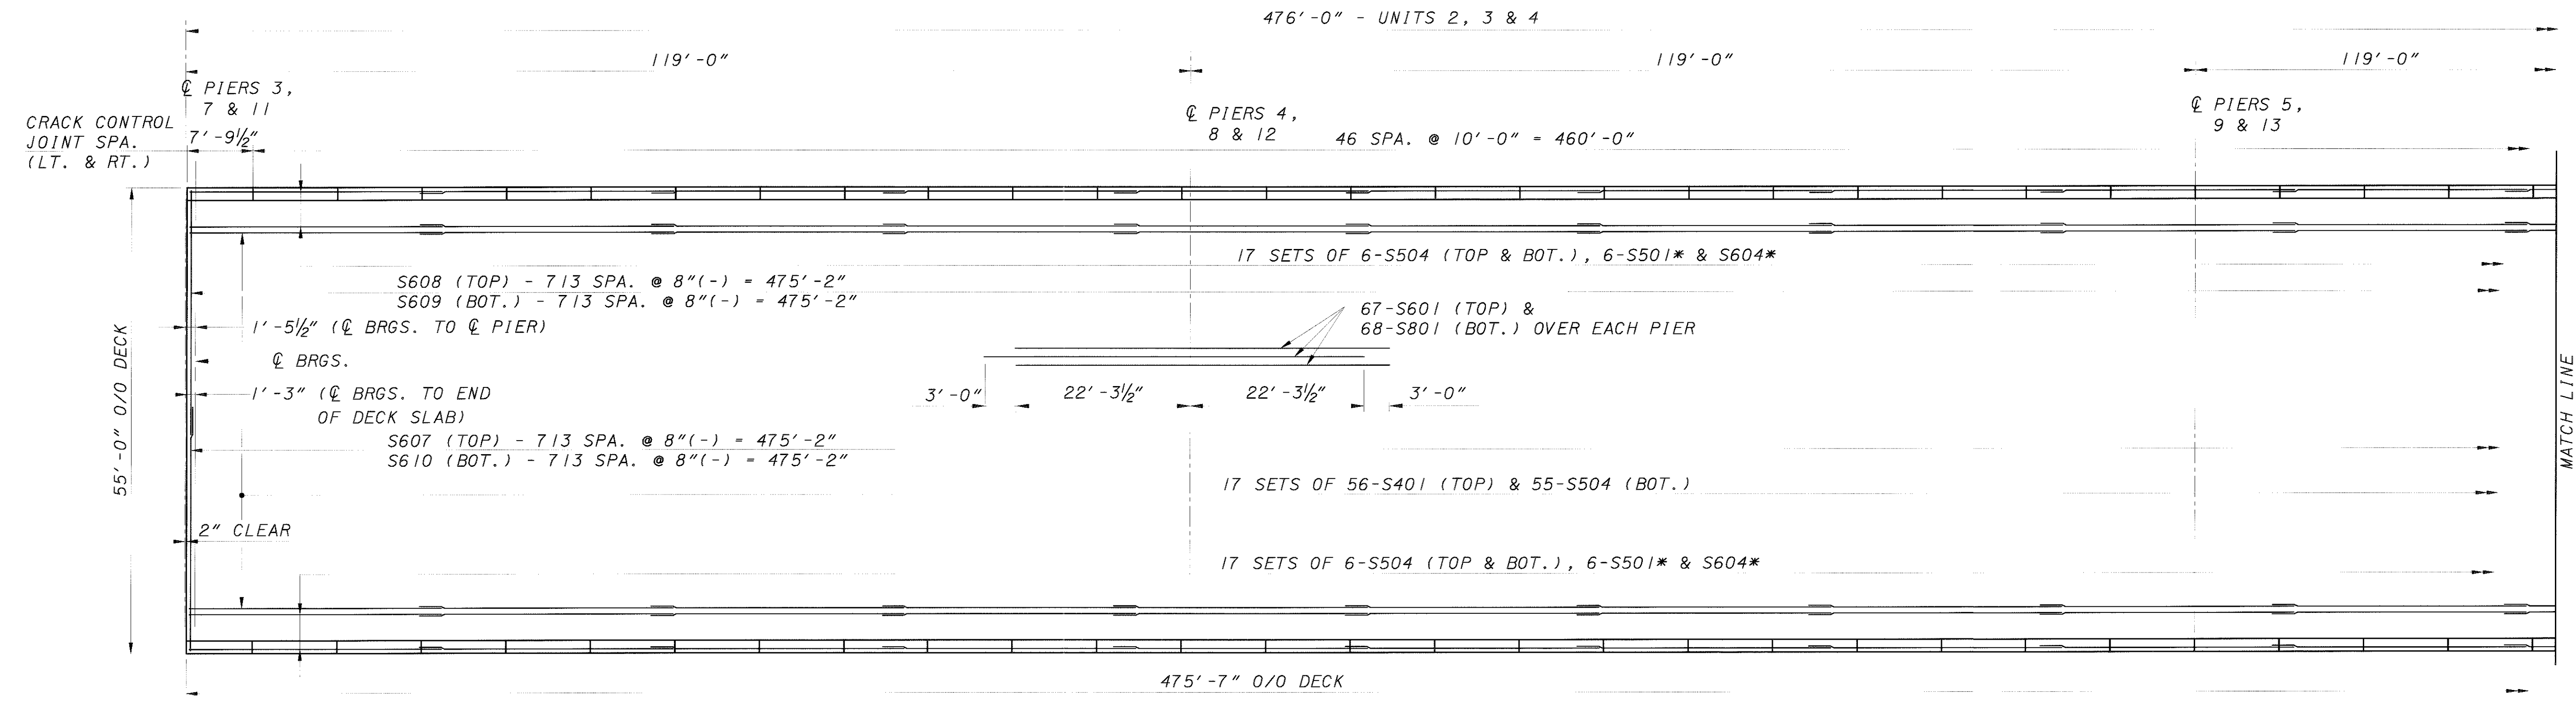 476'-0" - UNITS 2, 3 & 4
119'-0"
119'-0"
119'-0"
℄ PIERS 3,
7 & 11
℄ PIERS 4,
8 & 12
℄ PIERS 5,
9 & 13
CRACK CONTROL
JOINT SPA.
(LT. & RT.)
7'-9½"
46 SPA. @ 10'-0" = 460'-0"
17 SETS OF 6-S504 (TOP & BOT.), 6-S501* & S604*
S608 (TOP) - 713 SPA. @ 8"(-) = 475'-2"
S609 (BOT.) - 713 SPA. @ 8"(-) = 475'-2"
67-S601 (TOP) &
68-S801 (BOT.) OVER EACH PIER
1'-5½" (℄ BRGS. TO ℄ PIER)
℄ BRGS.
1'-3" (℄ BRGS. TO END
OF DECK SLAB)
3'-0"
22'-3½"
22'-3½"
3'-0"
55'-0" O/O DECK
MATCH LINE
S607 (TOP) - 713 SPA. @ 8"(-) = 475'-2"
S610 (BOT.) - 713 SPA. @ 8"(-) = 475'-2"
17 SETS OF 56-S401 (TOP) & 55-S504 (BOT.)
2" CLEAR
17 SETS OF 6-S504 (TOP & BOT.), 6-S501* & S604*
475'-7" O/O DECK